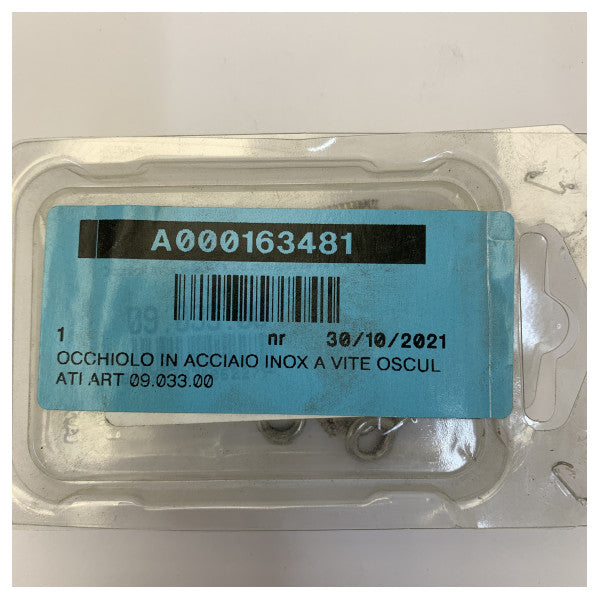 A000163481
1 nr 30/10/2021
OCCHIOLO IN ACCIAIO INOX A VITE OSCUL
ATI ART 09.033.00